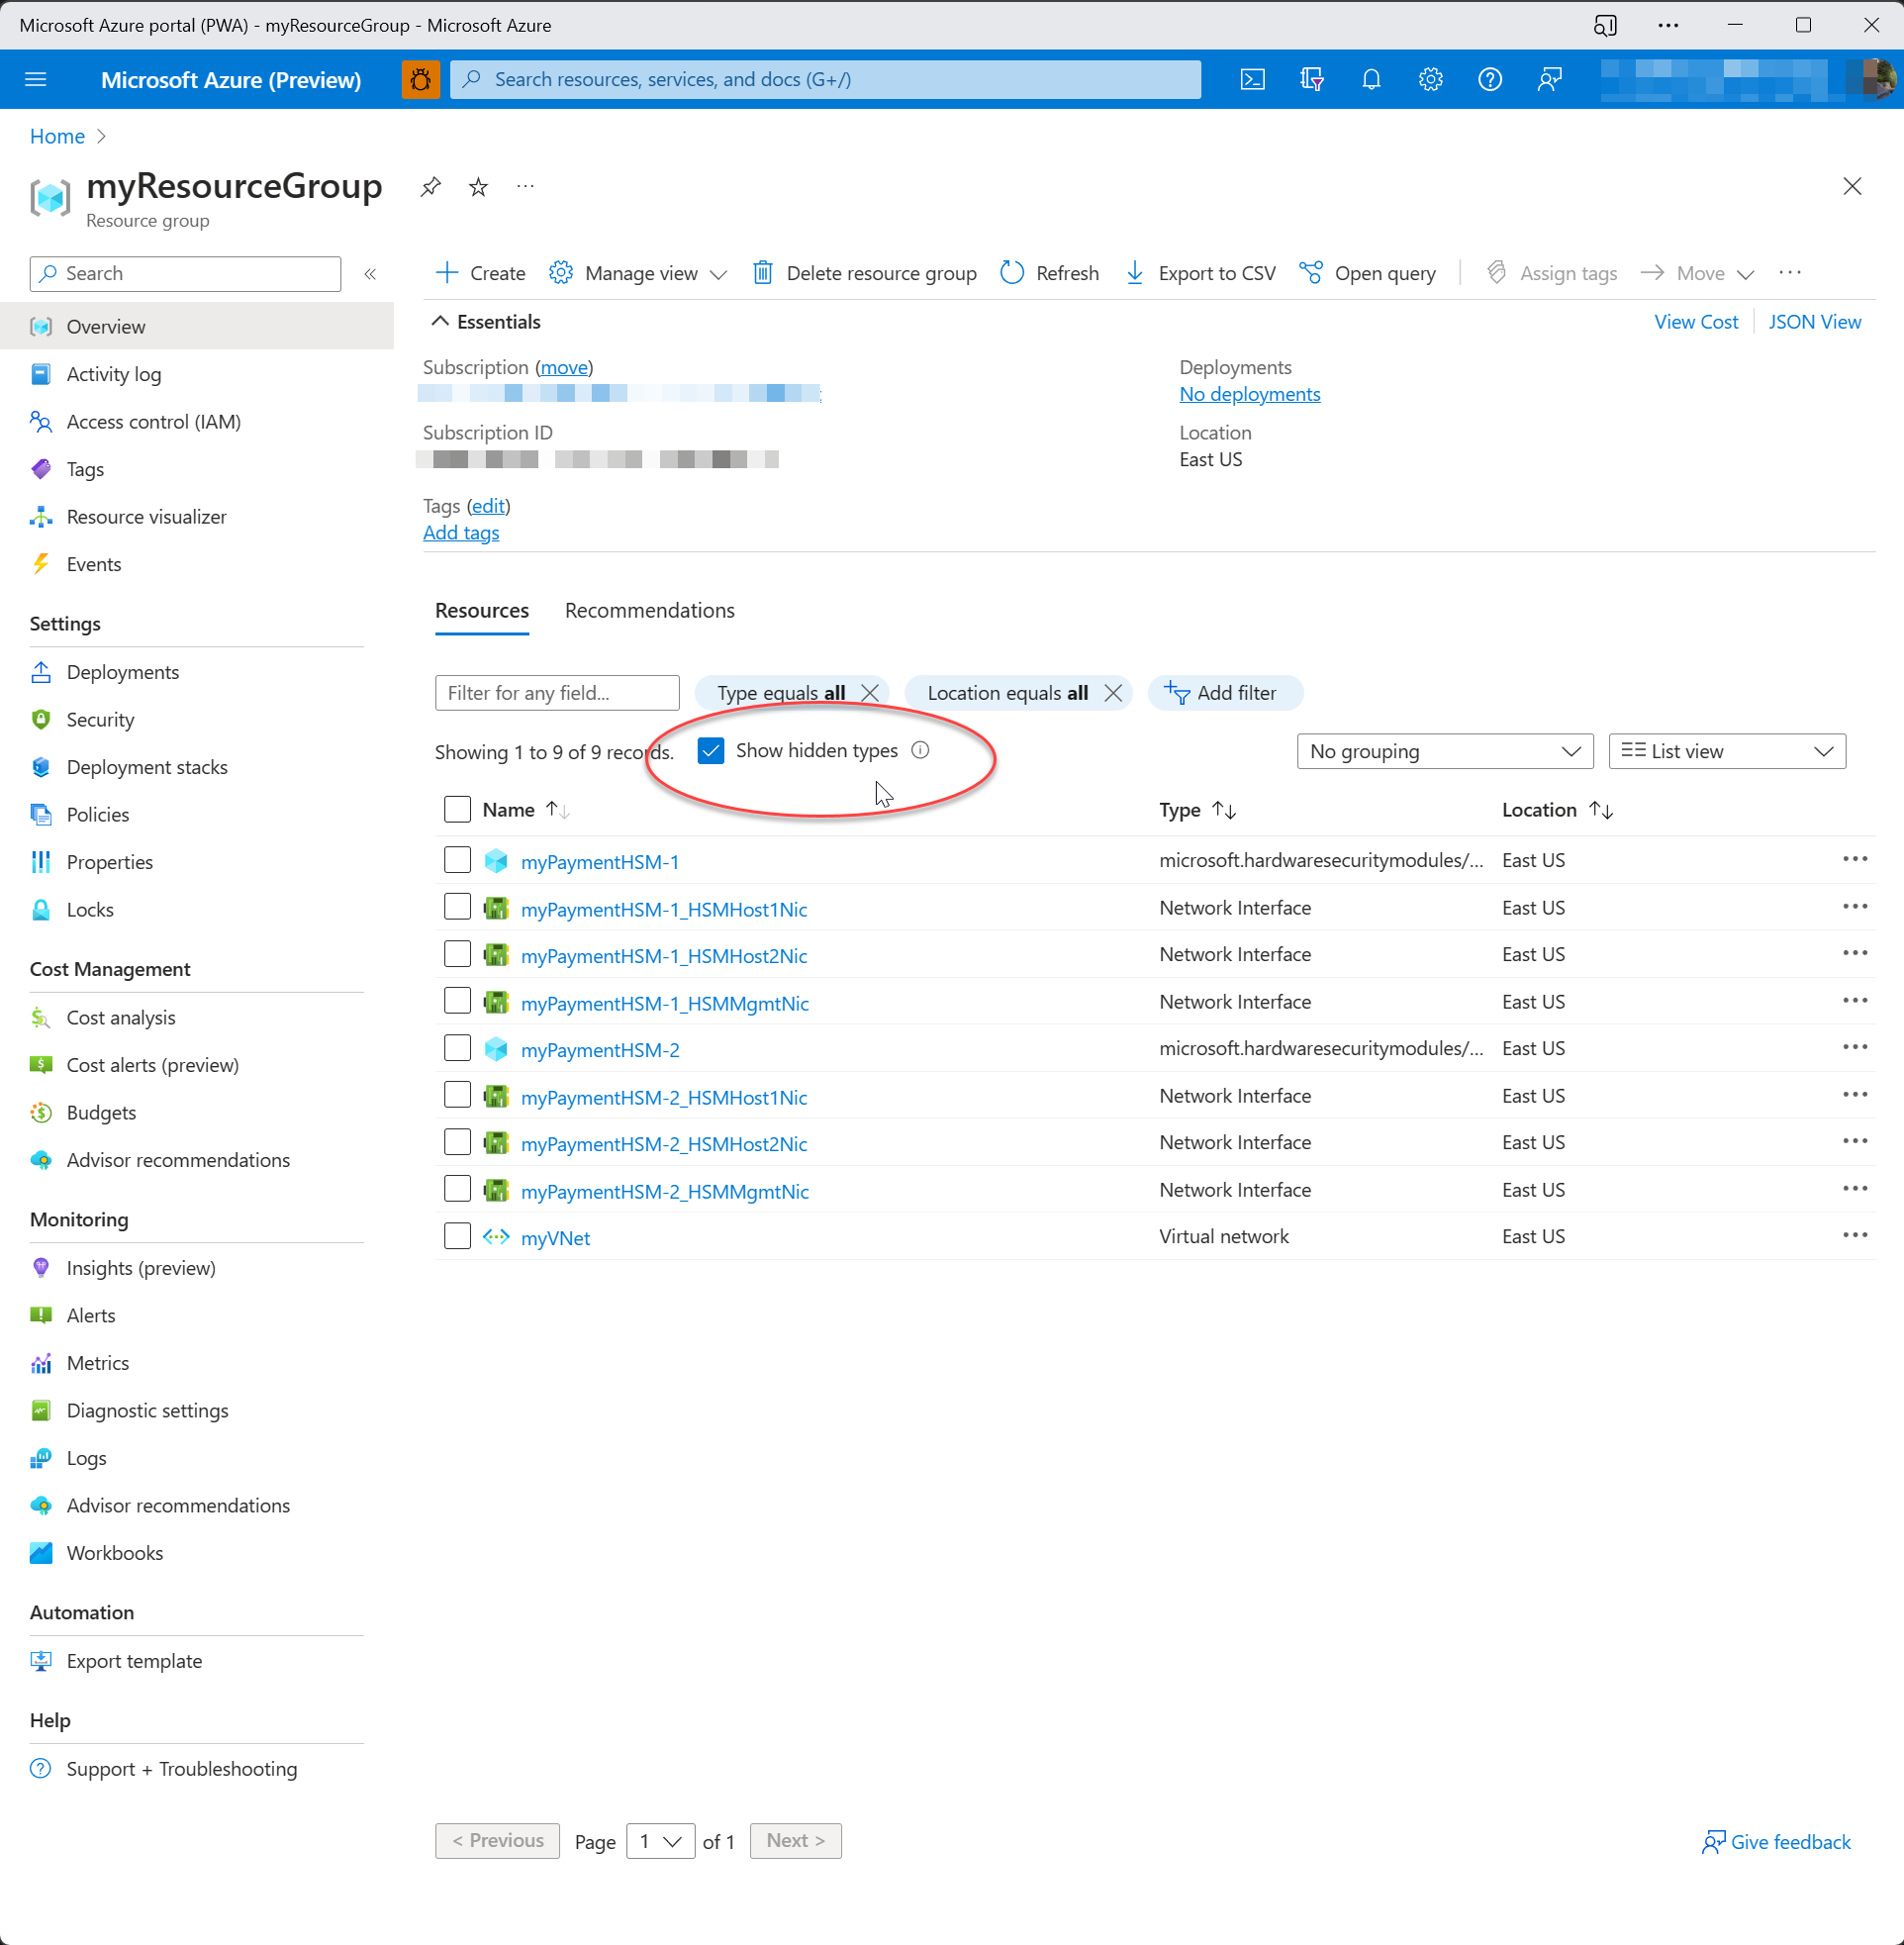 Microsoft Azure portal (PWA) - myResourceGroup - Microsoft Azure
Microsoft Azure (Preview)
Search resources, services, and docs (G+/)
Home
myResourceGroup
Resource group
Search
Create
Manage view
Delete resource group
Refresh
Export to CSV
Open query
Assign tags
Move
Overview
Activity log
Access control (IAM)
Tags
Resource visualizer
Events
Settings
Deployments
Security
Deployment stacks
Policies
Properties
Locks
Cost Management
Cost analysis
Cost alerts (preview)
Budgets
Advisor recommendations
Monitoring
Insights (preview)
Alerts
Metrics
Diagnostic settings
Logs
Advisor recommendations
Workbooks
Automation
Export template
Help
Support + Troubleshooting
Essentials
View Cost
JSON View
Subscription (move)
Deployments
No deployments
Subscription ID
Location
East US
Tags (edit)
Add tags
Resources
Recommendations
Filter for any field...
Type equals all
Location equals all
Add filter
Showing 1 to 9 of 9 records.
Show hidden types
No grouping
List view
Name Type Location
myPaymentHSM-1 microsoft.hardwaresecuritymodules/... East US
myPaymentHSM-1_HSMHost1Nic Network Interface East US
myPaymentHSM-1_HSMHost2Nic Network Interface East US
myPaymentHSM-1_HSMMgmtNic Network Interface East US
myPaymentHSM-2 microsoft.hardwaresecuritymodules/... East US
myPaymentHSM-2_HSMHost1Nic Network Interface East US
myPaymentHSM-2_HSMHost2Nic Network Interface East US
myPaymentHSM-2_HSMMgmtNic Network Interface East US
myVNet Virtual network East US
< Previous Page 1 of 1 Next >
Give feedback